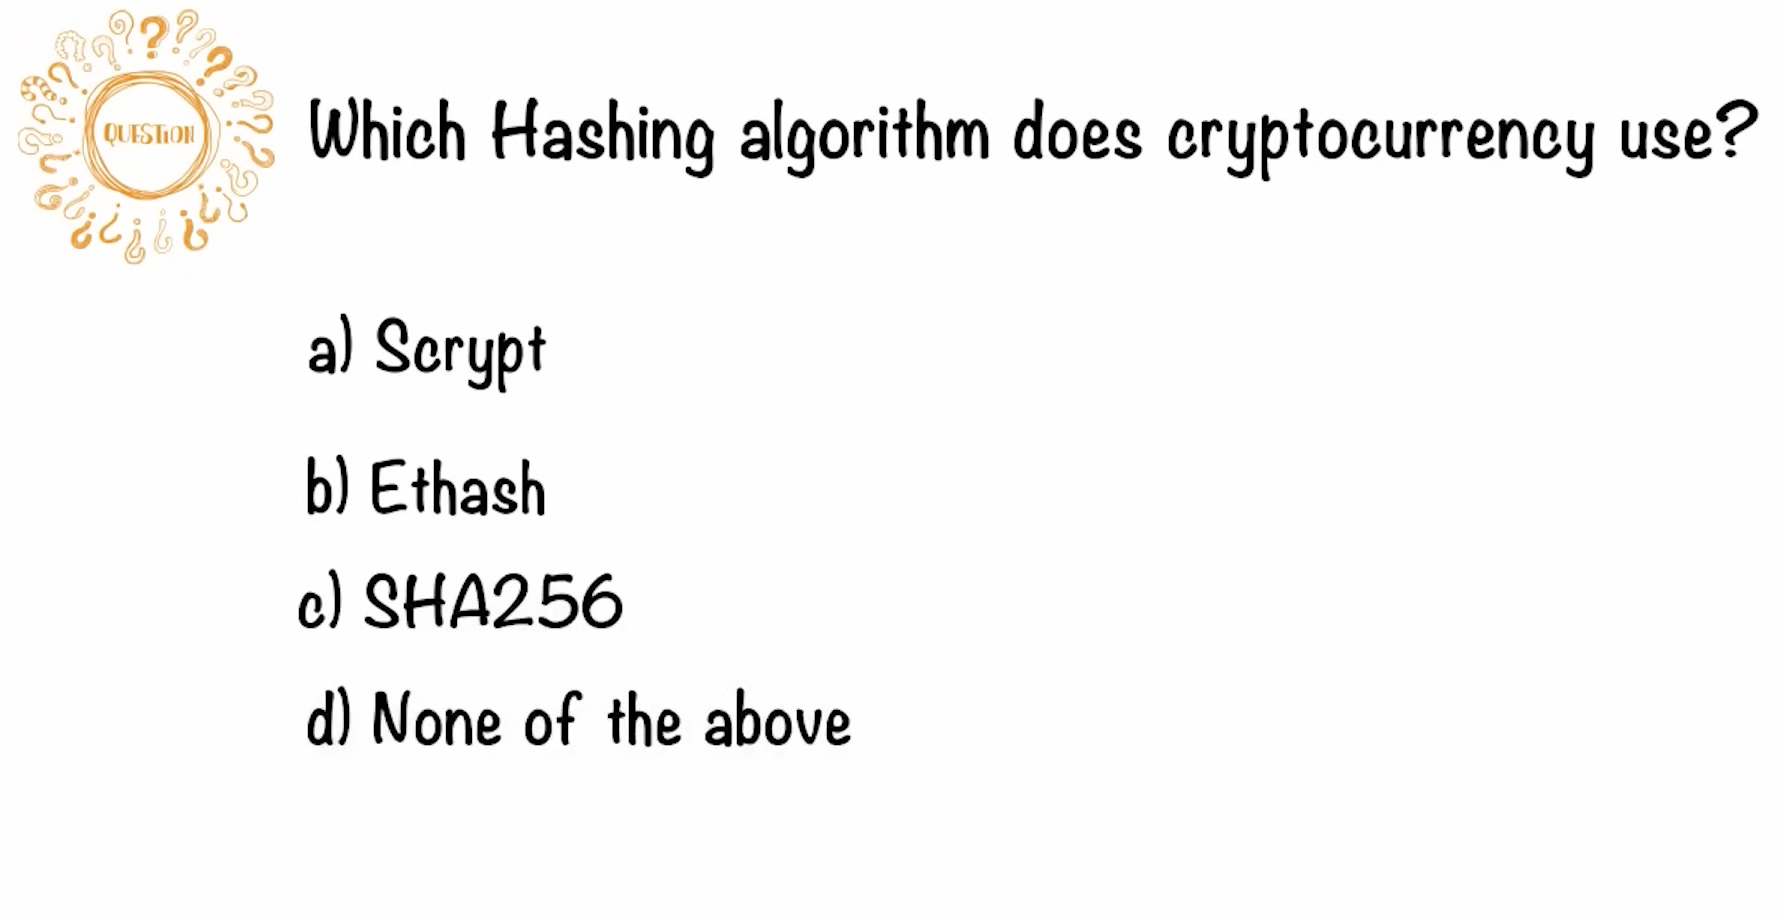 QUESTION
Which Hashing algorithm does cryptocurrency use?
a) Scrypt
b) Ethash
c) SHA256
d) None of the above